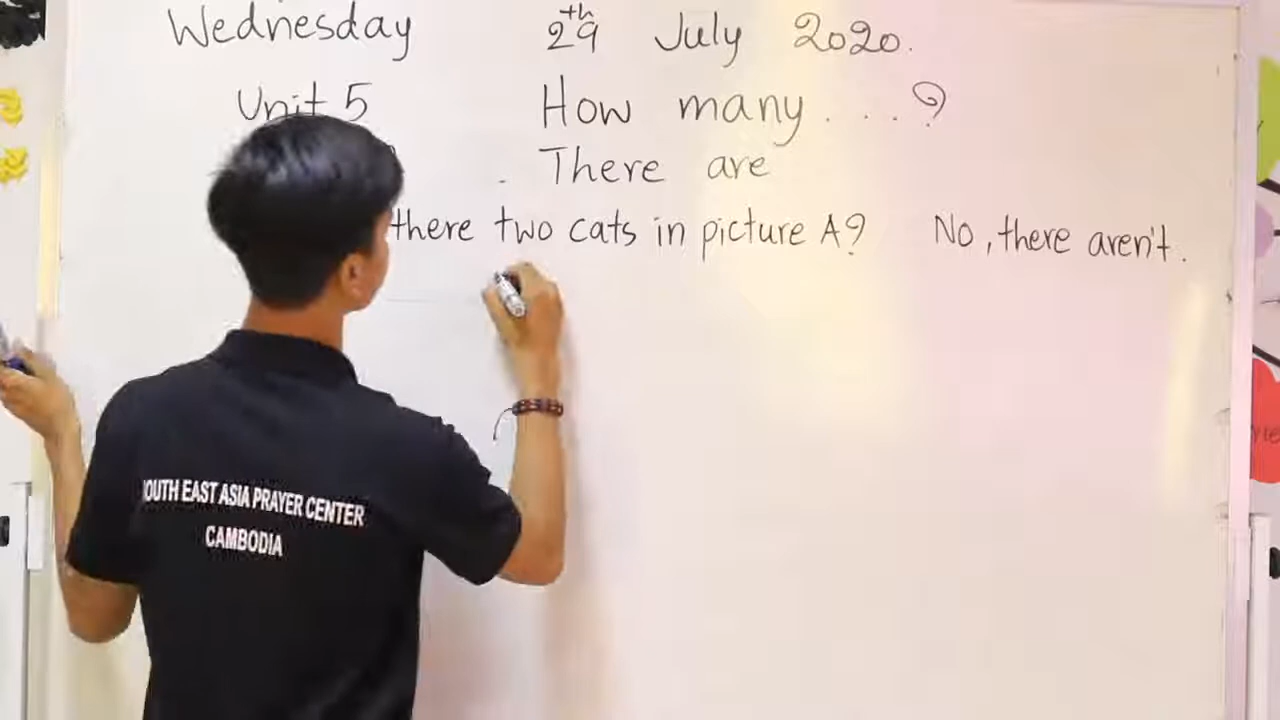 Wednesday 29th July 2020.
Unit 5 How many . . . ?
There are
there two cats in picture A? No, there aren't.
OUTH EAST ASIA PRAYER CENTER
CAMBODIA